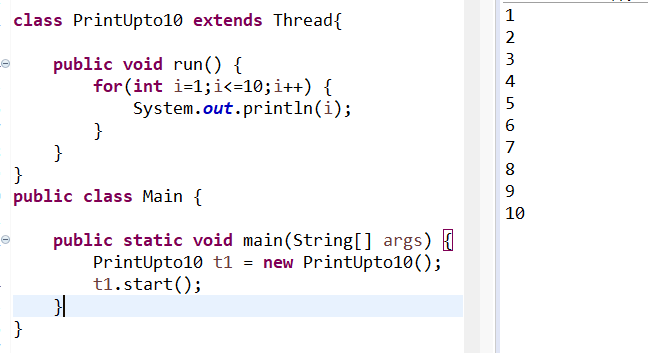 class PrintUpto10 extends Thread{
public void run() {
for(int i=1;i<=10;i++) {
System.out.println(i);
}
}
}
public class Main {
public static void main(String[] args) {
PrintUpto10 t1 = new PrintUpto10();
t1.start();
}
}
1
2
3
4
5
6
7
8
9
10